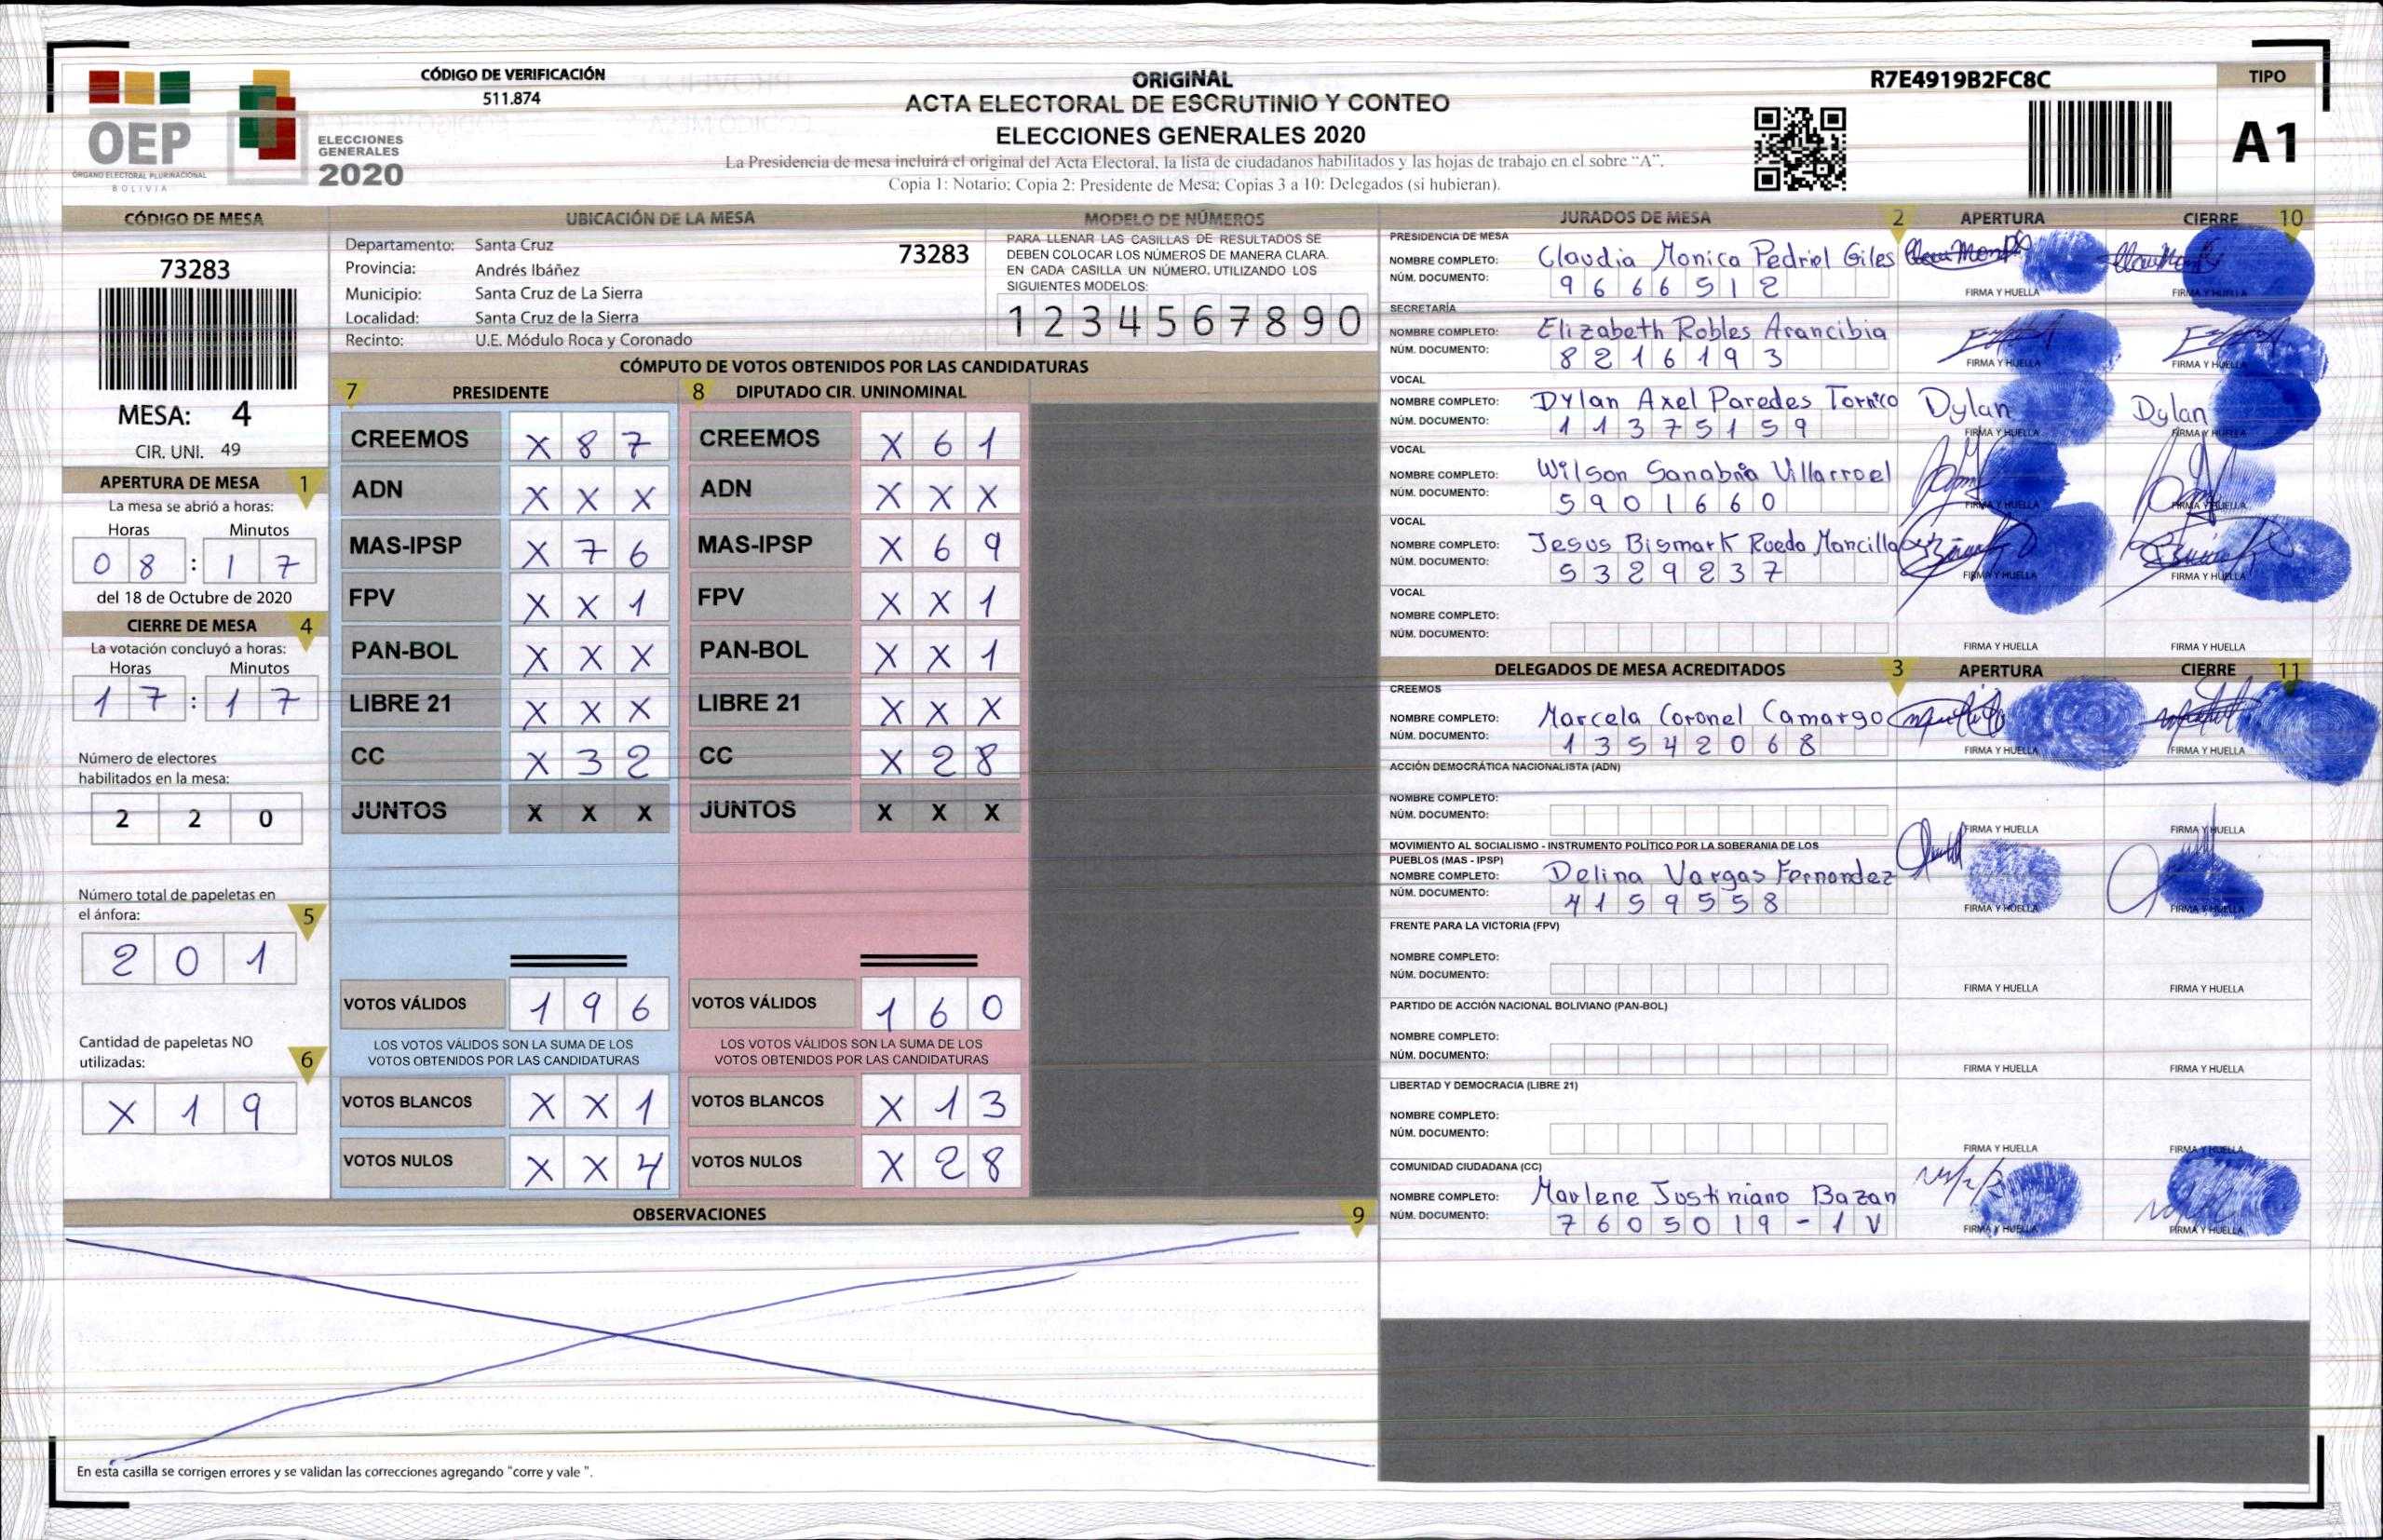 OEP
ÓRGANO ELECTORAL PLURINACIONAL
BOLIVIA
ELECCIONES
GENERALES
2020
CÓDIGO DE VERIFICACIÓN
511.874
ORIGINAL
ACTA ELECTORAL DE ESCRUTINIO Y CONTEO
ELECCIONES GENERALES 2020
La Presidencia de mesa incluirá el original del Acta Electoral, la lista de ciudadanos habilitados y las hojas de trabajo en el sobre "A".
Copia 1: Notario; Copia 2: Presidente de Mesa; Copias 3 a 10: Delegados (si hubieran).
R7E4919B2FC8C
TIPO
A1
CÓDIGO DE MESA
73283
MESA: 4
CIR. UNI. 49
APERTURA DE MESA 1
La mesa se abrió a horas:
Horas Minutos
0 8 : 1 7
del 18 de Octubre de 2020
CIERRE DE MESA 4
La votación concluyó a horas:
Horas Minutos
1 7 : 1 7
Número de electores
habilitados en la mesa:
2 2 0
Número total de papeletas en
el ánfora: 5
2 0 1
Cantidad de papeletas NO
utilizadas: 6
X 1 9
UBICACIÓN DE LA MESA
Departamento: Santa Cruz 73283
Provincia: Andrés Ibáñez
Municipio: Santa Cruz de La Sierra
Localidad: Santa Cruz de la Sierra
Recinto: U.E. Módulo Roca y Coronado
MODELO DE NÚMEROS
PARA LLENAR LAS CASILLAS DE RESULTADOS SE
DEBEN COLOCAR LOS NÚMEROS DE MANERA CLARA.
EN CADA CASILLA UN NÚMERO, UTILIZANDO LOS
SIGUIENTES MODELOS:
1 2 3 4 5 6 7 8 9 0
CÓMPUTO DE VOTOS OBTENIDOS POR LAS CANDIDATURAS
7 PRESIDENTE
CREEMOS X 8 7
ADN X X X
MAS-IPSP X 7 6
FPV X X 1
PAN-BOL X X X
LIBRE 21 X X X
CC X 3 2
JUNTOS X X X
VOTOS VÁLIDOS 1 9 6
LOS VOTOS VÁLIDOS SON LA SUMA DE LOS
VOTOS OBTENIDOS POR LAS CANDIDATURAS
VOTOS BLANCOS X X 1
VOTOS NULOS X X 4
8 DIPUTADO CIR. UNINOMINAL
CREEMOS X 6 1
ADN X X X
MAS-IPSP X 6 9
FPV X X 1
PAN-BOL X X 1
LIBRE 21 X X X
CC X 2 8
JUNTOS X X X
VOTOS VÁLIDOS 1 6 0
LOS VOTOS VÁLIDOS SON LA SUMA DE LOS
VOTOS OBTENIDOS POR LAS CANDIDATURAS
VOTOS BLANCOS X 1 3
VOTOS NULOS X 2 8
OBSERVACIONES 9
En esta casilla se corrigen errores y se validan las correcciones agregando "corre y vale ".
JURADOS DE MESA 2 APERTURA CIERRE 10
PRESIDENCIA DE MESA
NOMBRE COMPLETO: Claudia Monica Pedriel Giles
NÚM. DOCUMENTO: 9 6 6 6 5 1 2
FIRMA Y HUELLA FIRMA Y HUELLA
SECRETARÍA
NOMBRE COMPLETO: Elizabeth Robles Arancibia
NÚM. DOCUMENTO: 8 2 1 6 1 9 3
FIRMA Y HUELLA FIRMA Y HUELLA
VOCAL
NOMBRE COMPLETO: Dylan Axel Paredes Torrico Dylan Dylan
NÚM. DOCUMENTO: 1 1 3 7 5 1 5 9
FIRMA Y HUELLA FIRMA Y HUELLA
VOCAL
NOMBRE COMPLETO: Wilson Sanabria Villarroel
NÚM. DOCUMENTO: 5 9 0 1 6 6 0
FIRMA Y HUELLA FIRMA Y HUELLA
VOCAL
NOMBRE COMPLETO: Jesus Bismark Rueda Mancilla
NÚM. DOCUMENTO: 5 3 2 9 2 3 7
FIRMA Y HUELLA FIRMA Y HUELLA
VOCAL
NOMBRE COMPLETO:
NÚM. DOCUMENTO:
FIRMA Y HUELLA FIRMA Y HUELLA
DELEGADOS DE MESA ACREDITADOS 3 APERTURA CIERRE 11
CREEMOS
NOMBRE COMPLETO: Marcela Coronel Camargo
NÚM. DOCUMENTO: 1 3 5 4 2 0 6 8
FIRMA Y HUELLA FIRMA Y HUELLA
ACCIÓN DEMOCRÁTICA NACIONALISTA (ADN)
NOMBRE COMPLETO:
NÚM. DOCUMENTO:
FIRMA Y HUELLA FIRMA Y HUELLA
MOVIMIENTO AL SOCIALISMO - INSTRUMENTO POLÍTICO POR LA SOBERANIA DE LOS
PUEBLOS (MAS - IPSP)
NOMBRE COMPLETO: Delina Vargas Fernandez
NÚM. DOCUMENTO: 4 1 5 9 5 5 8
FIRMA Y HUELLA FIRMA Y HUELLA
FRENTE PARA LA VICTORIA (FPV)
NOMBRE COMPLETO:
NÚM. DOCUMENTO:
FIRMA Y HUELLA FIRMA Y HUELLA
PARTIDO DE ACCIÓN NACIONAL BOLIVIANO (PAN-BOL)
NOMBRE COMPLETO:
NÚM. DOCUMENTO:
FIRMA Y HUELLA FIRMA Y HUELLA
LIBERTAD Y DEMOCRACIA (LIBRE 21)
NOMBRE COMPLETO:
NÚM. DOCUMENTO:
FIRMA Y HUELLA FIRMA Y HUELLA
COMUNIDAD CIUDADANA (CC)
NOMBRE COMPLETO: Marlene Justiniano Bazan
NÚM. DOCUMENTO: 7 6 0 5 0 1 9 - 1 V
FIRMA Y HUELLA FIRMA Y HUELLA